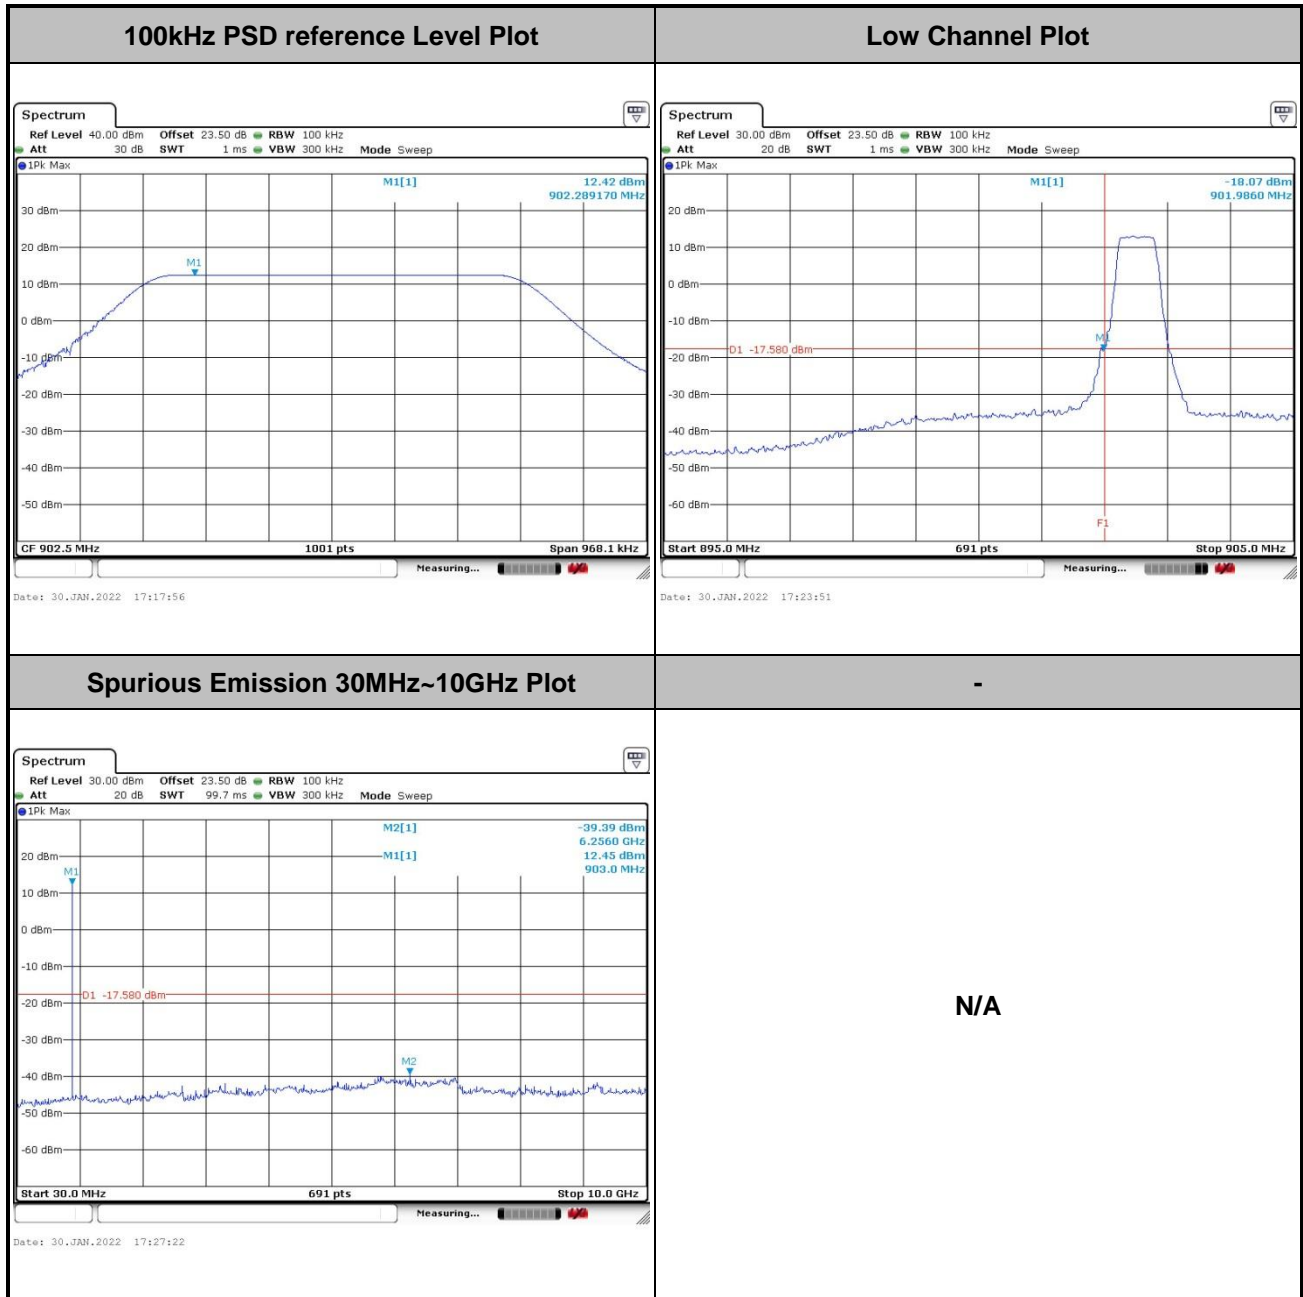 100kHz PSD reference Level Plot
Low Channel Plot
Spectrum
Ref Level 40.00 dBm Offset 23.50 dB RBW 100 kHz
Att 30 dB SWT 1 ms VBW 300 kHz Mode Sweep
1Pk Max
M1[1] 12.42 dBm
902.289170 MHz
30 dBm
20 dBm
M1
10 dBm
0 dBm
-10 dBm
-20 dBm
-30 dBm
-40 dBm
-50 dBm
CF 902.5 MHz 1001 pts Span 968.1 kHz
Measuring...
Date: 30.JAN.2022 17:17:56
Spectrum
Ref Level 30.00 dBm Offset 23.50 dB RBW 100 kHz
Att 20 dB SWT 1 ms VBW 300 kHz Mode Sweep
1Pk Max
M1[1] -18.07 dBm
901.9860 MHz
20 dBm
10 dBm
0 dBm
-10 dBm
M1
D1 -17.580 dBm
-20 dBm
-30 dBm
-40 dBm
-50 dBm
-60 dBm
F1
Start 895.0 MHz 691 pts Stop 905.0 MHz
Measuring...
Date: 30.JAN.2022 17:23:51
Spurious Emission 30MHz~10GHz Plot
-
Spectrum
Ref Level 30.00 dBm Offset 23.50 dB RBW 100 kHz
Att 20 dB SWT 99.7 ms VBW 300 kHz Mode Sweep
1Pk Max
M2[1] -39.39 dBm
6.2560 GHz
20 dBm M1[1] 12.45 dBm
M1 903.0 MHz
10 dBm
0 dBm
-10 dBm
D1 -17.580 dBm
-20 dBm
-30 dBm
M2
-40 dBm
-50 dBm
-60 dBm
Start 30.0 MHz 691 pts Stop 10.0 GHz
Measuring...
Date: 30.JAN.2022 17:27:22
N/A